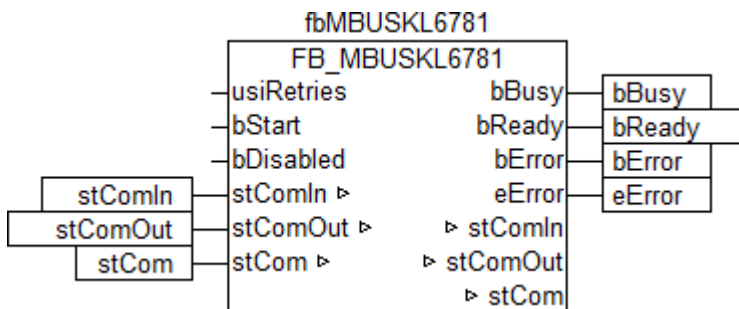 fbMBUSKL6781
FB_MBUSKL6781
usiRetries bBusy bBusy
bStart bReady bReady
bDisabled bError bError
stComIn stComIn eError eError
stComOut stComOut stComIn
stCom stCom stComOut
stCom